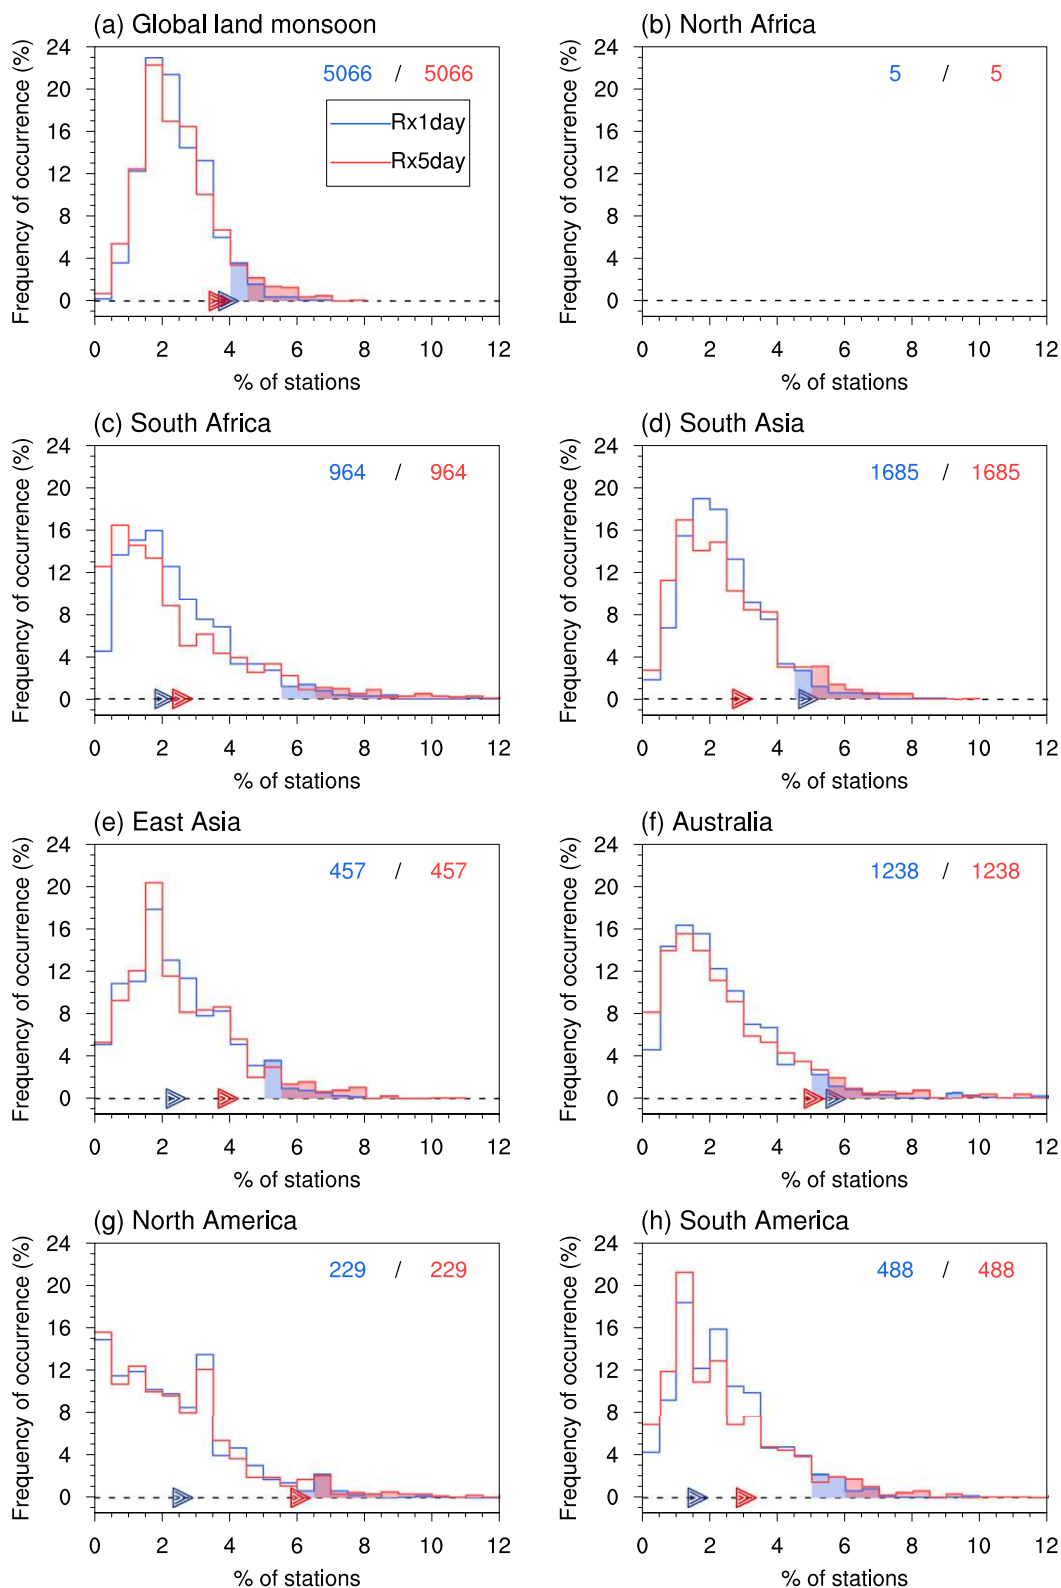 (a) Global land monsoon
Frequency of occurrence (%)
24
20
16
12
8
4
0
5066 / 5066
Rx1day
Rx5day
0 2 4 6 8 10 12
% of stations
(b) North Africa
Frequency of occurrence (%)
24
20
16
12
8
4
0
5 / 5
0 2 4 6 8 10 12
% of stations
(c) South Africa
Frequency of occurrence (%)
24
20
16
12
8
4
0
964 / 964
0 2 4 6 8 10 12
% of stations
(d) South Asia
Frequency of occurrence (%)
24
20
16
12
8
4
0
1685 / 1685
0 2 4 6 8 10 12
% of stations
(e) East Asia
Frequency of occurrence (%)
24
20
16
12
8
4
0
457 / 457
0 2 4 6 8 10 12
% of stations
(f) Australia
Frequency of occurrence (%)
24
20
16
12
8
4
0
1238 / 1238
0 2 4 6 8 10 12
% of stations
(g) North America
Frequency of occurrence (%)
24
20
16
12
8
4
0
229 / 229
0 2 4 6 8 10 12
% of stations
(h) South America
Frequency of occurrence (%)
24
20
16
12
8
4
0
488 / 488
0 2 4 6 8 10 12
% of stations